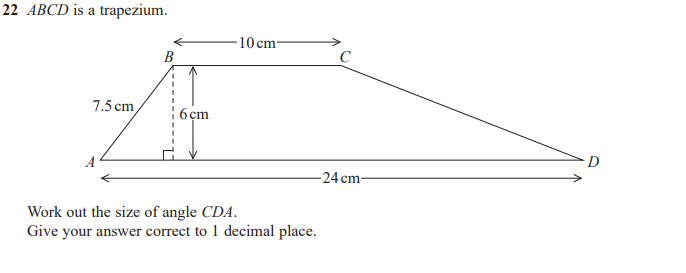 22 ABCD is a trapezium.
10 cm
B
C
7.5 cm
6 cm
A
D
24 cm
Work out the size of angle CDA.
Give your answer correct to 1 decimal place.